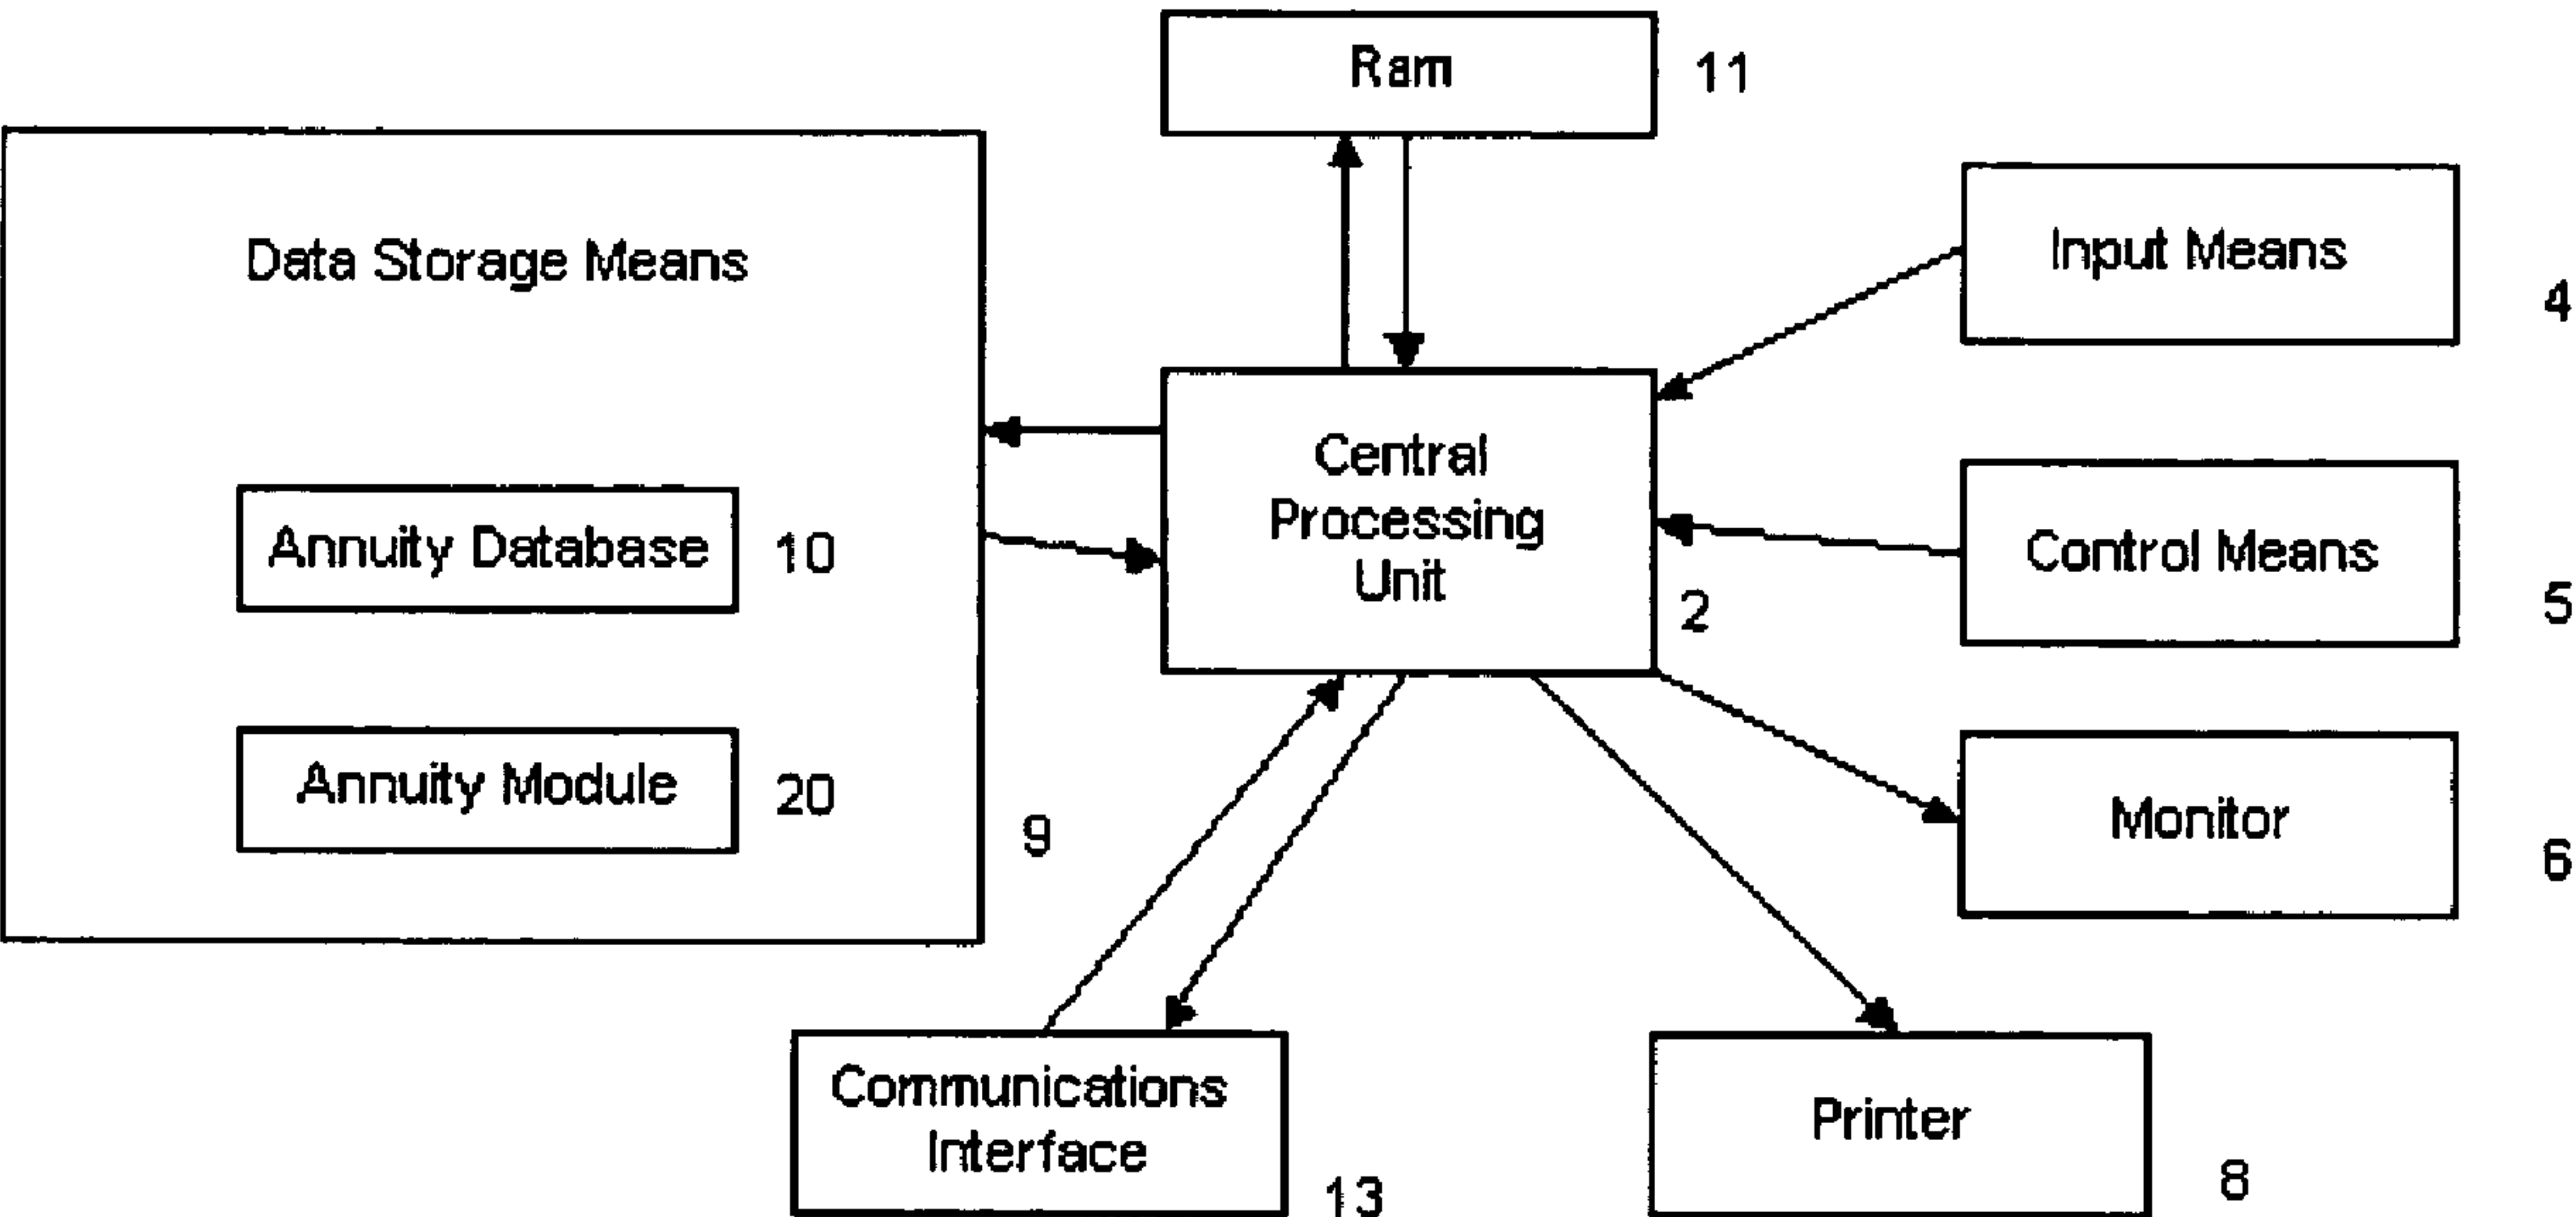 Ram
11
Data Storage Means
Input Means
4
Central
Processing
Unit
2
Annuity Database
10
Control Means
5
Annuity Module
20
9
Monitor
6
Communications
Interface
13
Printer
8